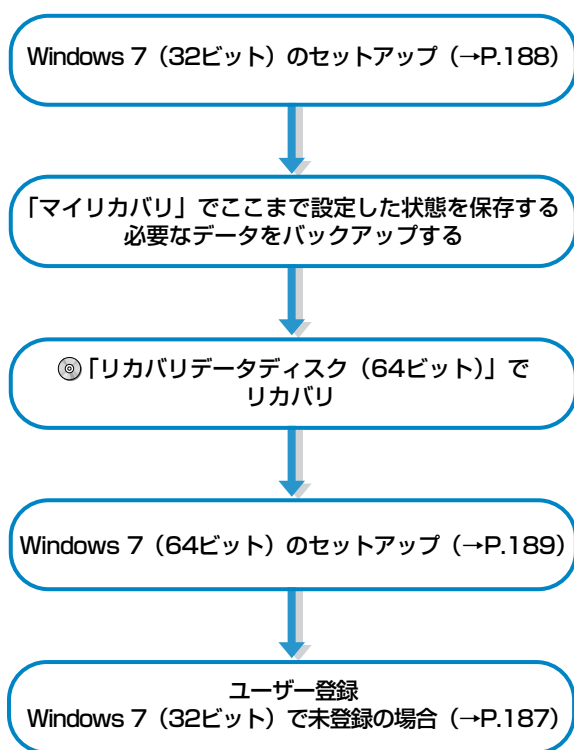 Windows 7（32ビット）のセットアップ（→P.188）
「マイリカバリ」でここまで設定した状態を保存する
必要なデータをバックアップする
「リカバリデータディスク（64ビット）」で
リカバリ
Windows 7（64ビット）のセットアップ（→P.189）
ユーザー登録
Windows 7（32ビット）で未登録の場合（→P.187）